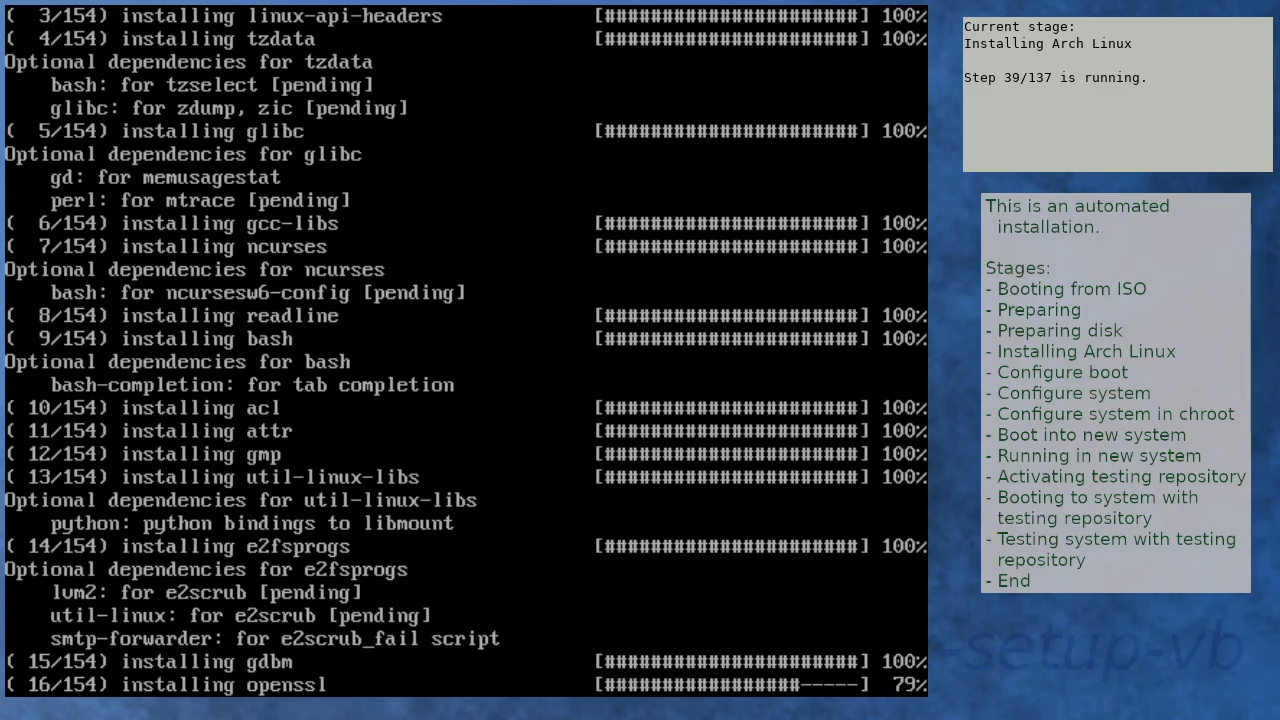 (  3/154) installing linux-api-headers                    [######################] 100%
(  4/154) installing tzdata                               [######################] 100%
Optional dependencies for tzdata
    bash: for tzselect [pending]
    glibc: for zdump, zic [pending]
(  5/154) installing glibc                                [######################] 100%
Optional dependencies for glibc
    gd: for memusagestat
    perl: for mtrace [pending]
(  6/154) installing gcc-libs                             [######################] 100%
(  7/154) installing ncurses                              [######################] 100%
Optional dependencies for ncurses
    bash: for ncursesw6-config [pending]
(  8/154) installing readline                             [######################] 100%
(  9/154) installing bash                                 [######################] 100%
Optional dependencies for bash
    bash-completion: for tab completion
( 10/154) installing acl                                  [######################] 100%
( 11/154) installing attr                                 [######################] 100%
( 12/154) installing gmp                                  [######################] 100%
( 13/154) installing util-linux-libs                      [######################] 100%
Optional dependencies for util-linux-libs
    python: python bindings to libmount
( 14/154) installing e2fsprogs                            [######################] 100%
Optional dependencies for e2fsprogs
    lvm2: for e2scrub [pending]
    util-linux: for e2scrub [pending]
    smtp-forwarder: for e2scrub_fail script
( 15/154) installing gdbm                                 [######################] 100%
( 16/154) installing openssl                              [#################-----]  79%
Current stage:
Installing Arch Linux
Step 39/137 is running.
This is an automated
installation.
Stages:
- Booting from ISO
- Preparing
- Preparing disk
- Installing Arch Linux
- Configure boot
- Configure system
- Configure system in chroot
- Boot into new system
- Running in new system
- Activating testing repository
- Booting to system with
testing repository
- Testing system with testing
repository
- End
-setup-vb